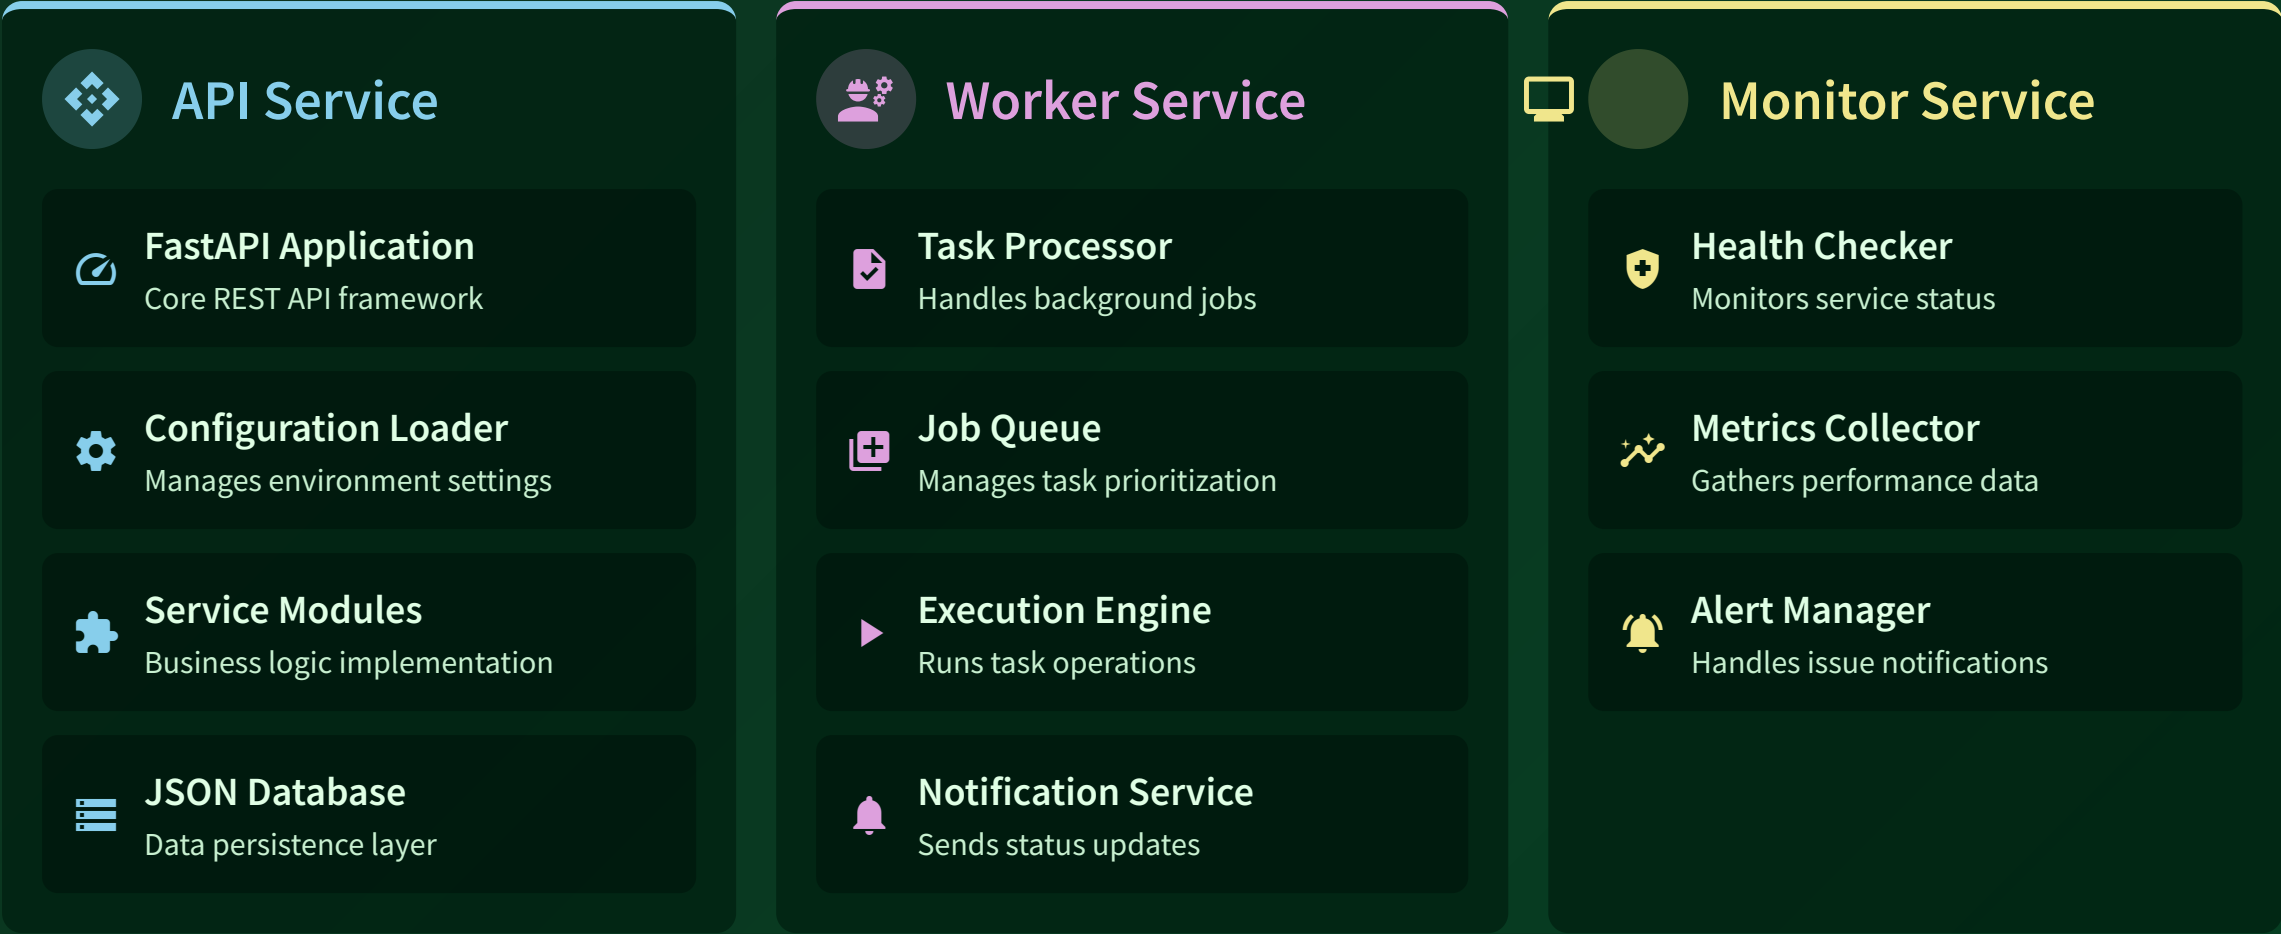 API Service
FastAPI Application
Core REST API framework
Configuration Loader
Manages environment settings
Service Modules
Business logic implementation
JSON Database
Data persistence layer
Worker Service
Task Processor
Handles background jobs
Job Queue
Manages task prioritization
Execution Engine
Runs task operations
Notification Service
Sends status updates
Monitor Service
Health Checker
Monitors service status
Metrics Collector
Gathers performance data
Alert Manager
Handles issue notifications